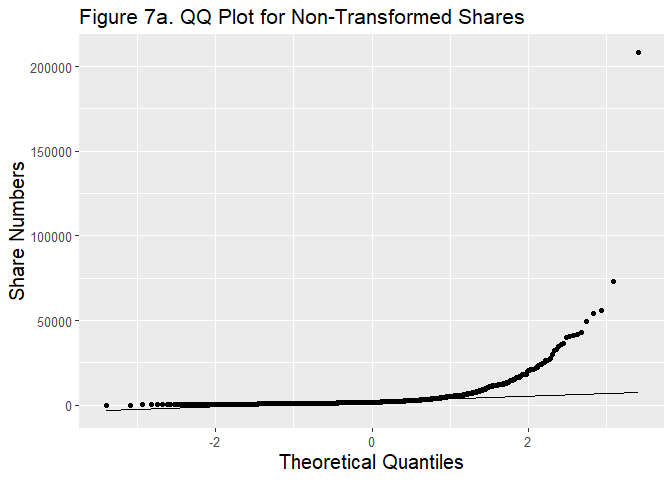 Figure 7a. QQ Plot for Non-Transformed Shares
200000
150000
100000
50000
0
Share Numbers
-2
0
2
Theoretical Quantiles